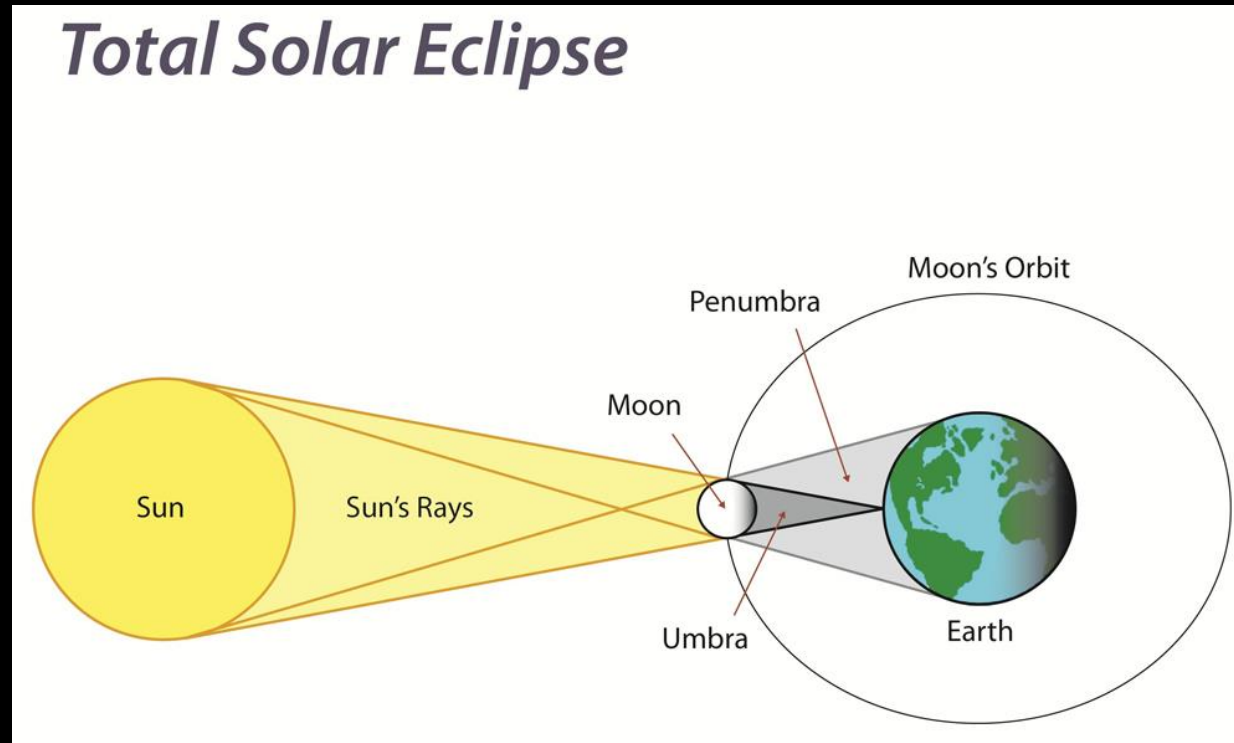 Total Solar Eclipse
Moon's Orbit
Penumbra
Moon
Sun
Sun's Rays
Umbra
Earth